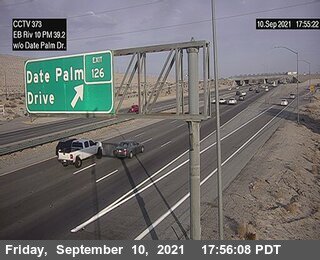 CCTV 373
EB Riv 10 PM 39.2
w/o Date Palm Dr.
10.Sep.2021 17:55:22
Date Palm
Drive
EXIT
126
Friday, September 10, 2021 17:56:08 PDT